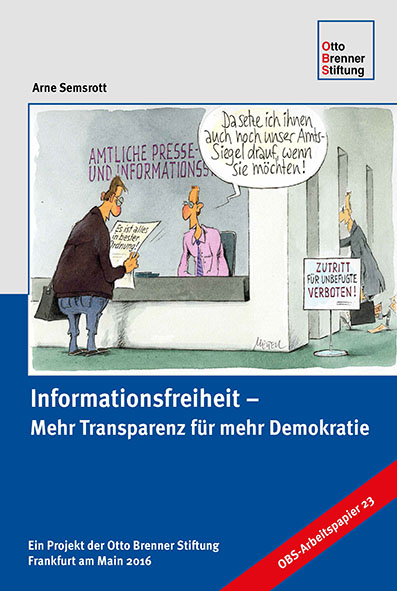 Otto
Brenner
Stiftung
Arne Semsrott
Da setze ich ihnen
auch noch unser Amts-
Siegel drauf, wenn
sie möchten!
AMTLICHE PRESSE-
UND INFORMATIONSS
Es ist alles
in bester
Ordnung!
ZUTRITT
FÜR UNBEFUGTE
VERBOTEN!
Informationsfreiheit –
Mehr Transparenz für mehr Demokratie
OBS-Arbeitspapier 23
Ein Projekt der Otto Brenner Stiftung
Frankfurt am Main 2016